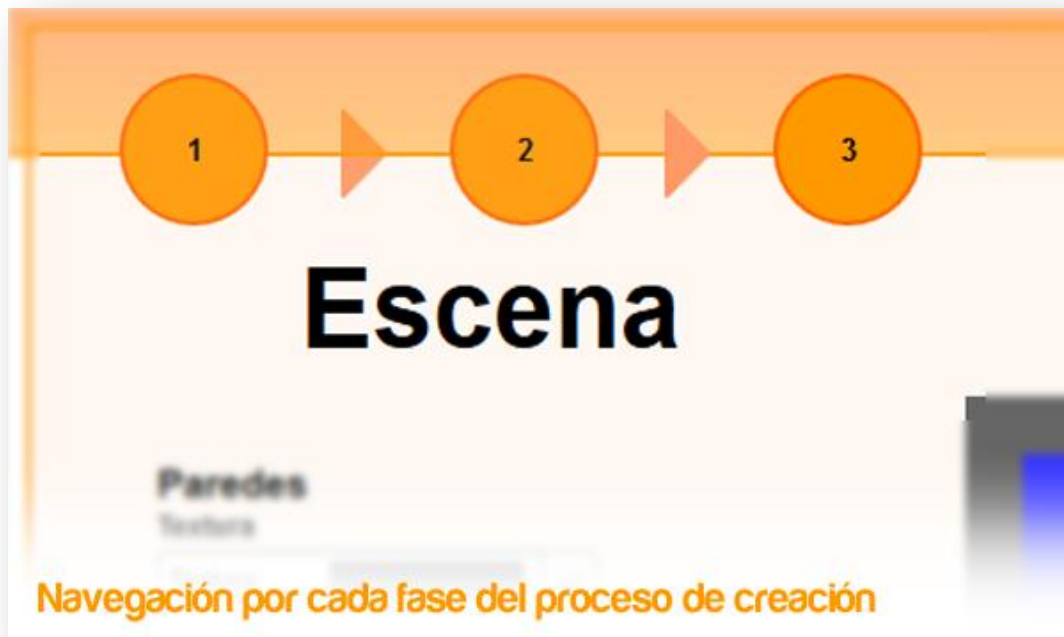 1 2 3
Escena
Paredes
Textura
Navegación por cada fase del proceso de creación